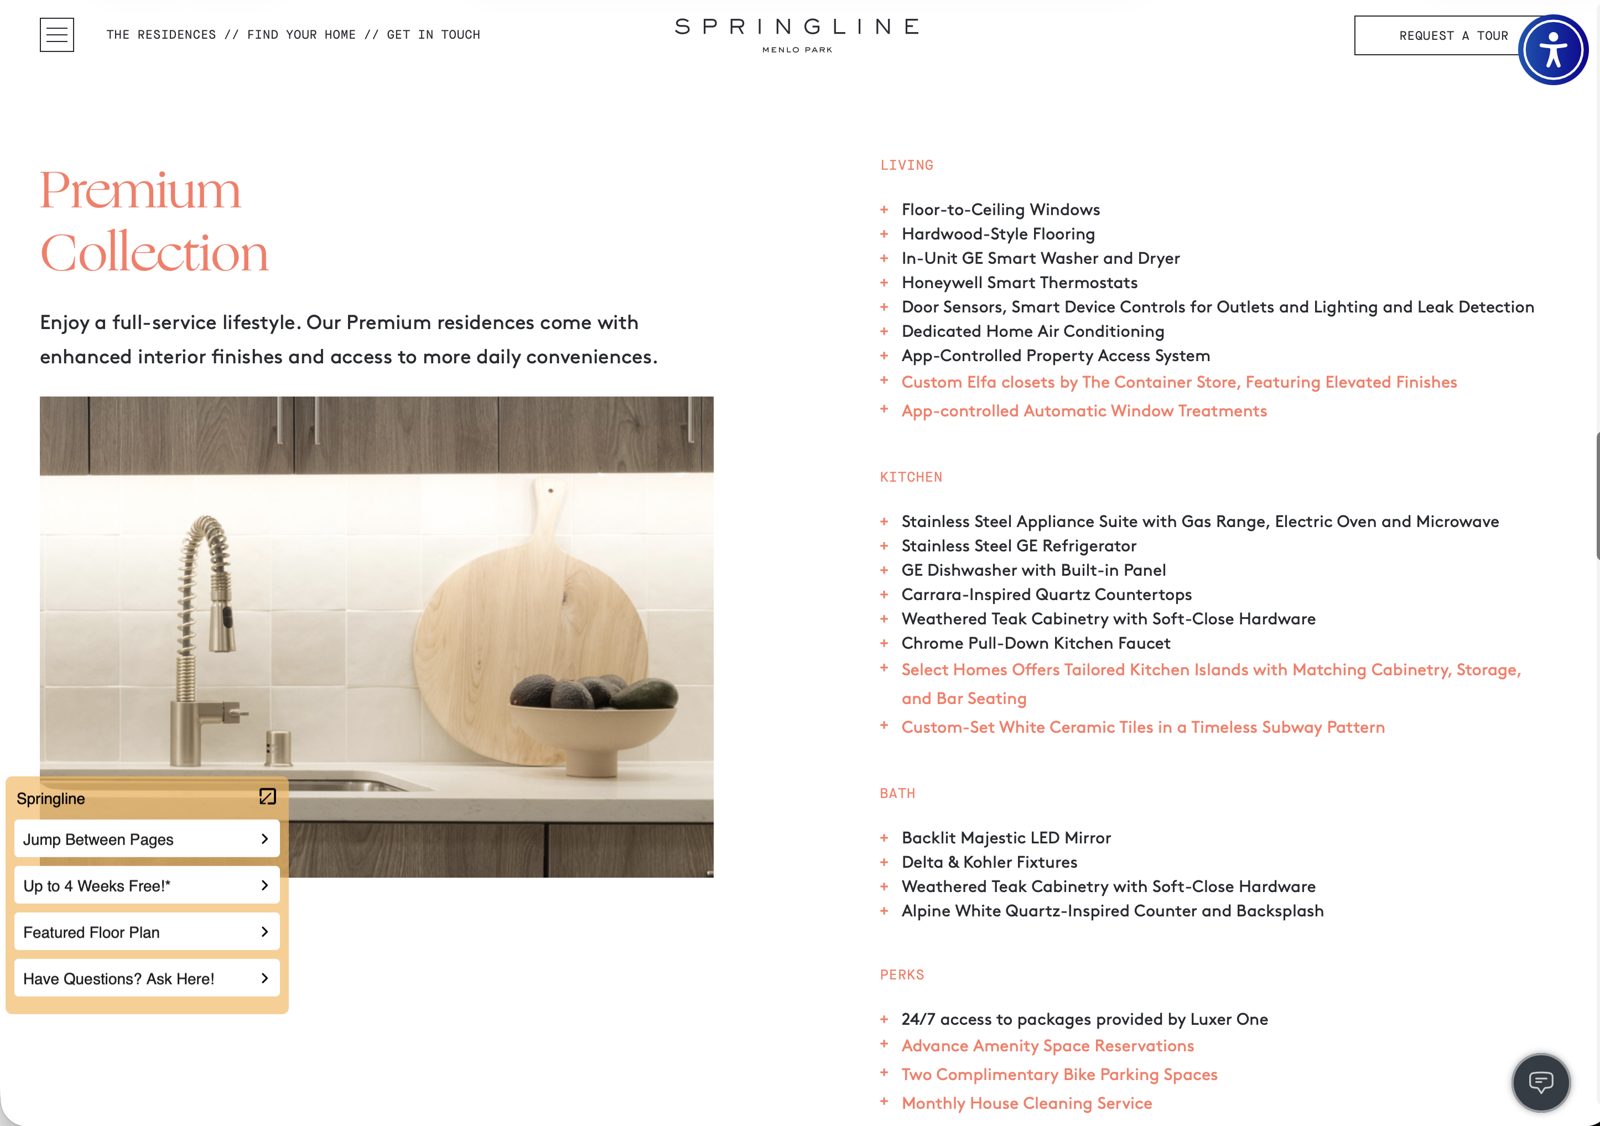 THE RESIDENCES // FIND YOUR HOME // GET IN TOUCH
SPRINGLINE
MENLO PARK
REQUEST A TOUR
Premium
Collection
Enjoy a full-service lifestyle. Our Premium residences come with
enhanced interior finishes and access to more daily conveniences.
Springline
Jump Between Pages
Up to 4 Weeks Free!*
Featured Floor Plan
Have Questions? Ask Here!
LIVING
+ Floor-to-Ceiling Windows
+ Hardwood-Style Flooring
+ In-Unit GE Smart Washer and Dryer
+ Honeywell Smart Thermostats
+ Door Sensors, Smart Device Controls for Outlets and Lighting and Leak Detection
+ Dedicated Home Air Conditioning
+ App-Controlled Property Access System
+ Custom Elfa closets by The Container Store, Featuring Elevated Finishes
+ App-controlled Automatic Window Treatments
KITCHEN
+ Stainless Steel Appliance Suite with Gas Range, Electric Oven and Microwave
+ Stainless Steel GE Refrigerator
+ GE Dishwasher with Built-in Panel
+ Carrara-Inspired Quartz Countertops
+ Weathered Teak Cabinetry with Soft-Close Hardware
+ Chrome Pull-Down Kitchen Faucet
+ Select Homes Offers Tailored Kitchen Islands with Matching Cabinetry, Storage,
and Bar Seating
+ Custom-Set White Ceramic Tiles in a Timeless Subway Pattern
BATH
+ Backlit Majestic LED Mirror
+ Delta & Kohler Fixtures
+ Weathered Teak Cabinetry with Soft-Close Hardware
+ Alpine White Quartz-Inspired Counter and Backsplash
PERKS
+ 24/7 access to packages provided by Luxer One
+ Advance Amenity Space Reservations
+ Two Complimentary Bike Parking Spaces
+ Monthly House Cleaning Service